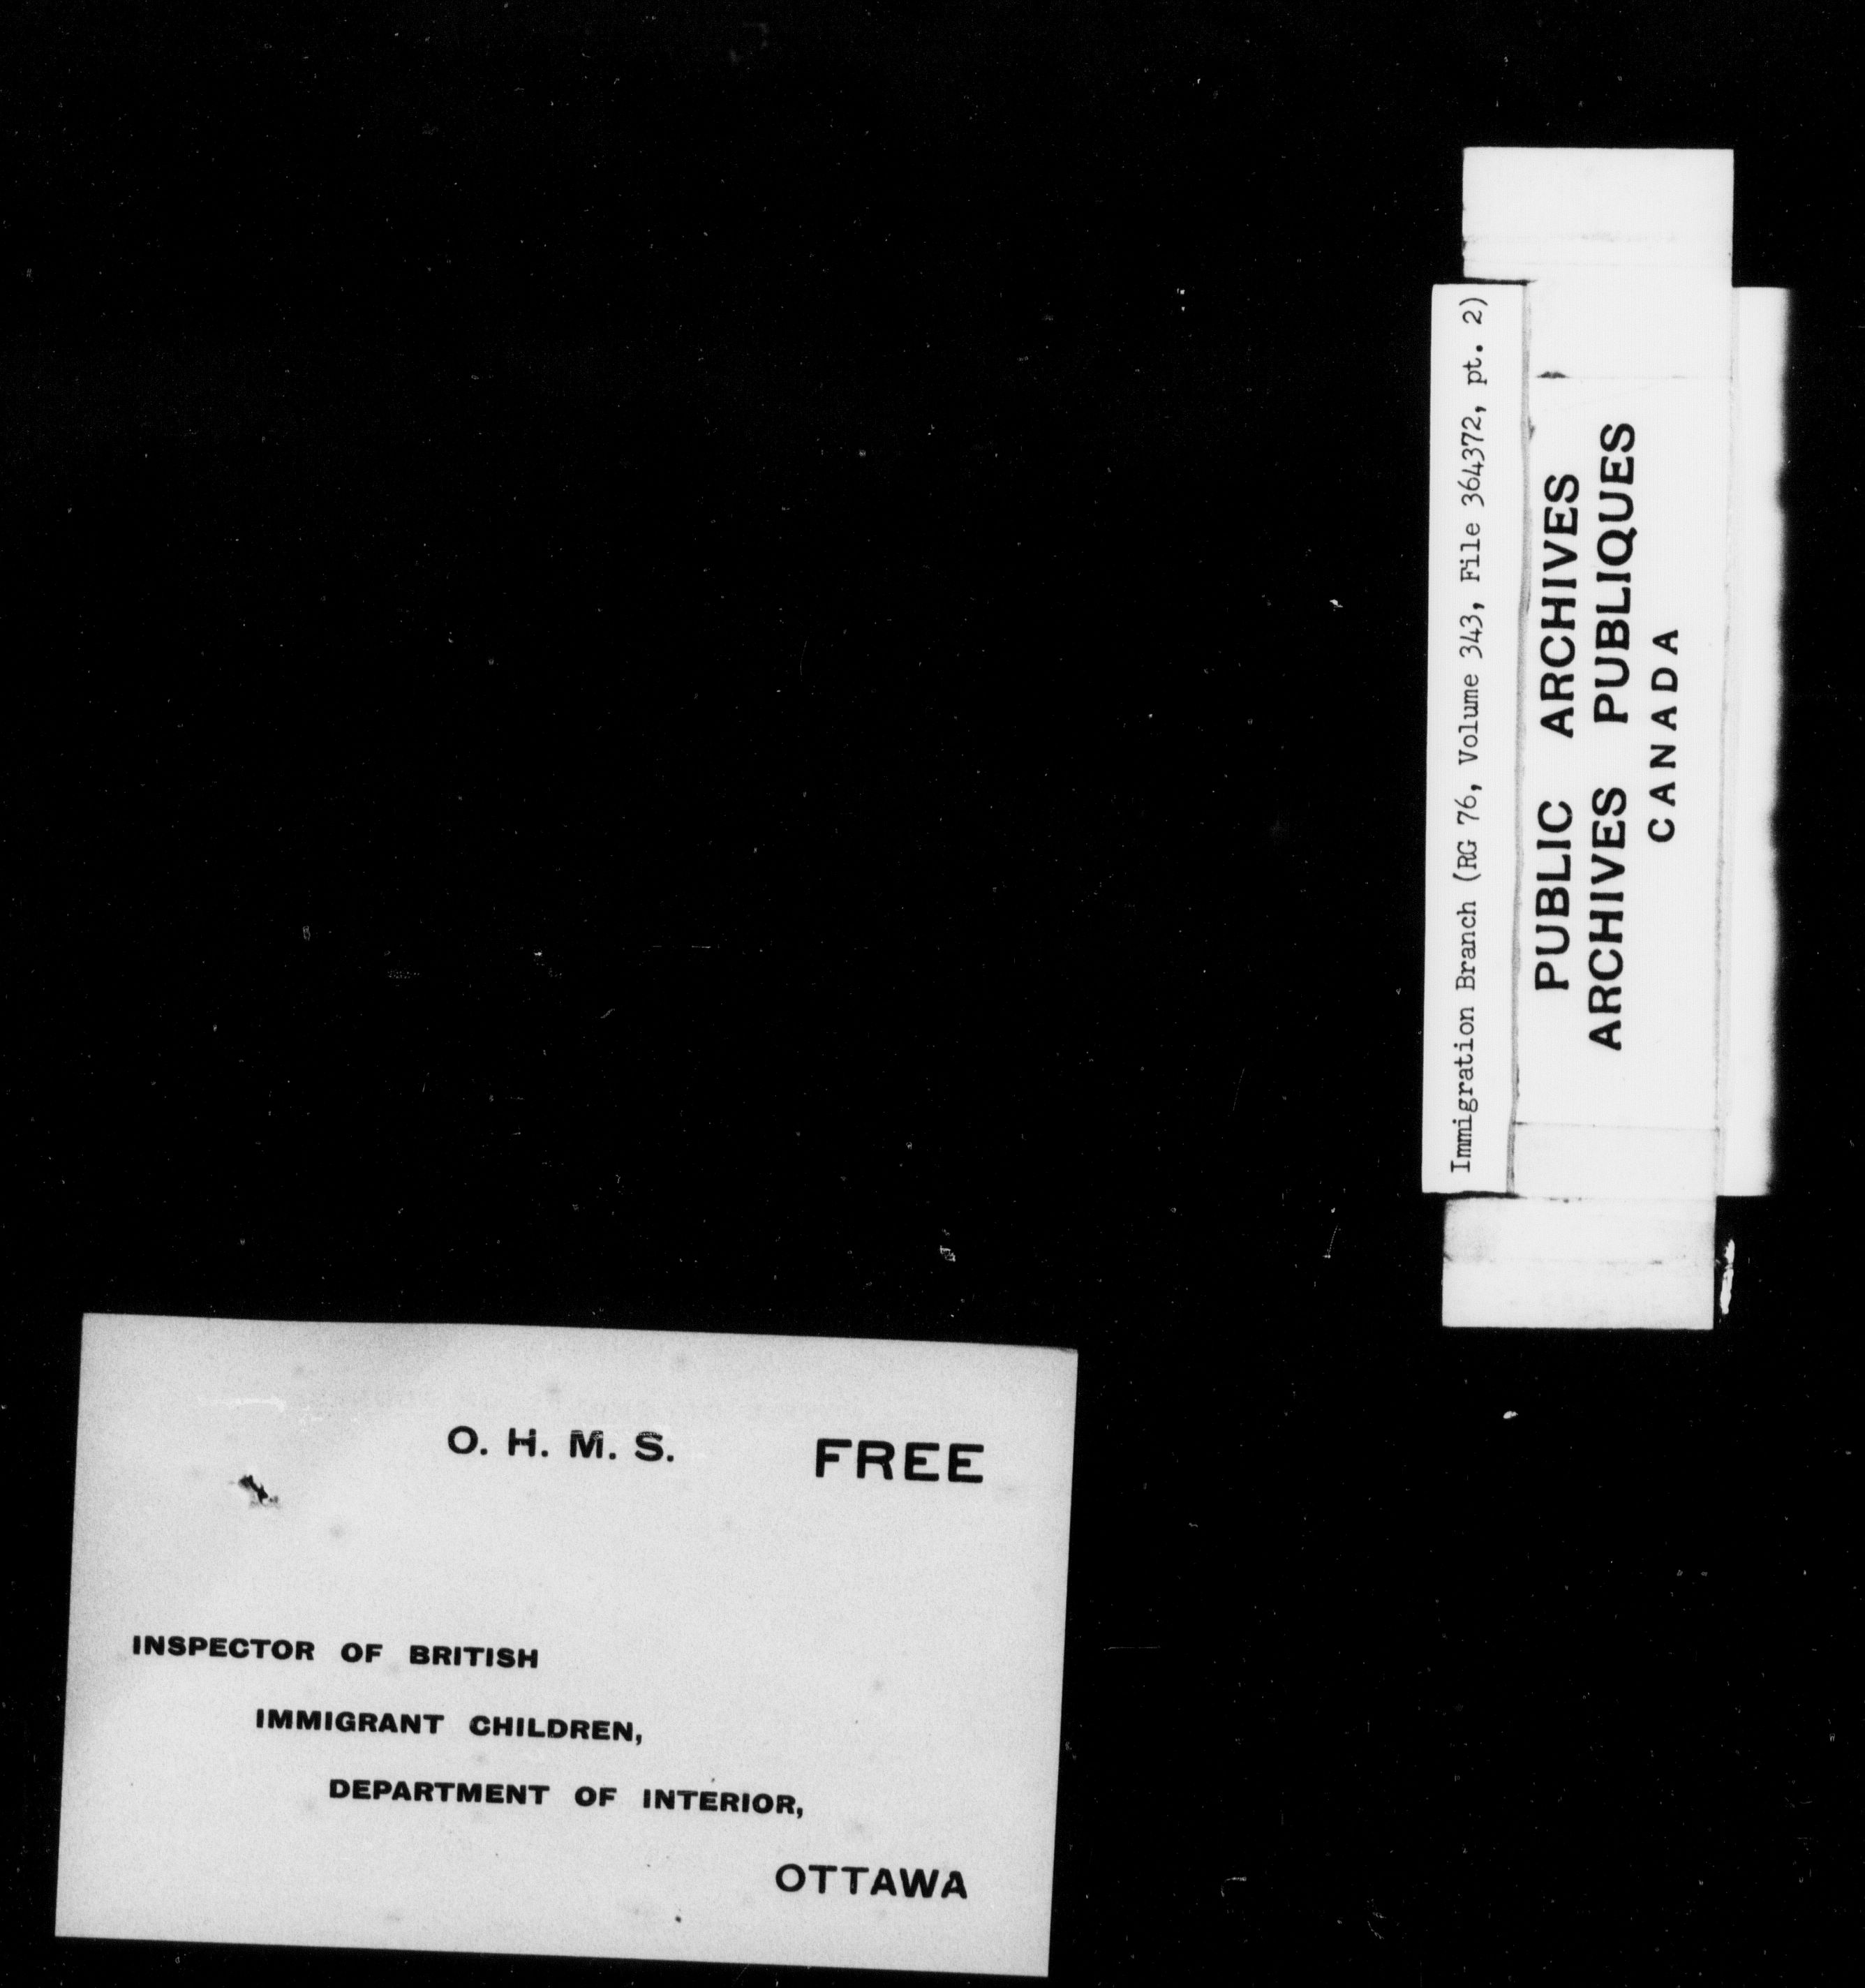 Immigration Branch (RG 76, Volume 343, File 364372, pt. 2)
PUBLIC ARCHIVES
ARCHIVES PUBLIQUES
CANADA
O. H. M. S. FREE
INSPECTOR OF BRITISH
IMMIGRANT CHILDREN,
DEPARTMENT OF INTERIOR,
OTTAWA